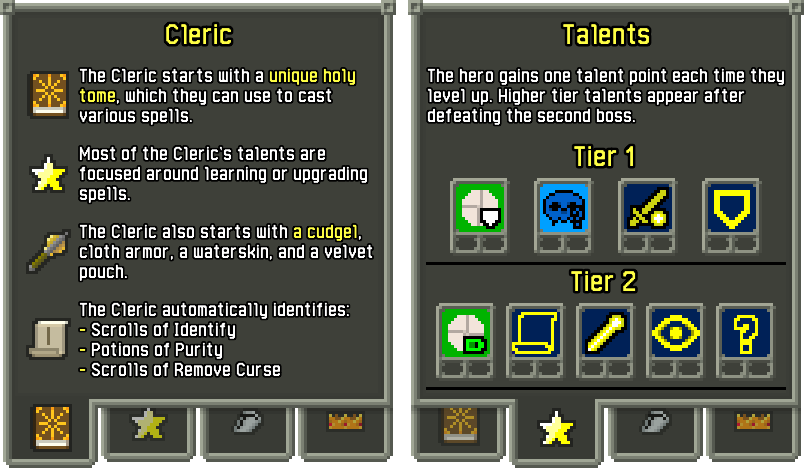 Cleric
The Cleric starts with a unique holy
tome, which they can use to cast
various spells.
Most of the Cleric's talents are
focused around learning or upgrading
spells.
The Cleric also starts with a cudgel,
cloth armor, a waterskin, and a velvet
pouch.
The Cleric automatically identifies:
- Scrolls of Identify
- Potions of Purity
- Scrolls of Remove Curse
Talents
The hero gains one talent point each time they
level up. Higher tier talents appear after
defeating the second boss.
Tier 1
Tier 2
?